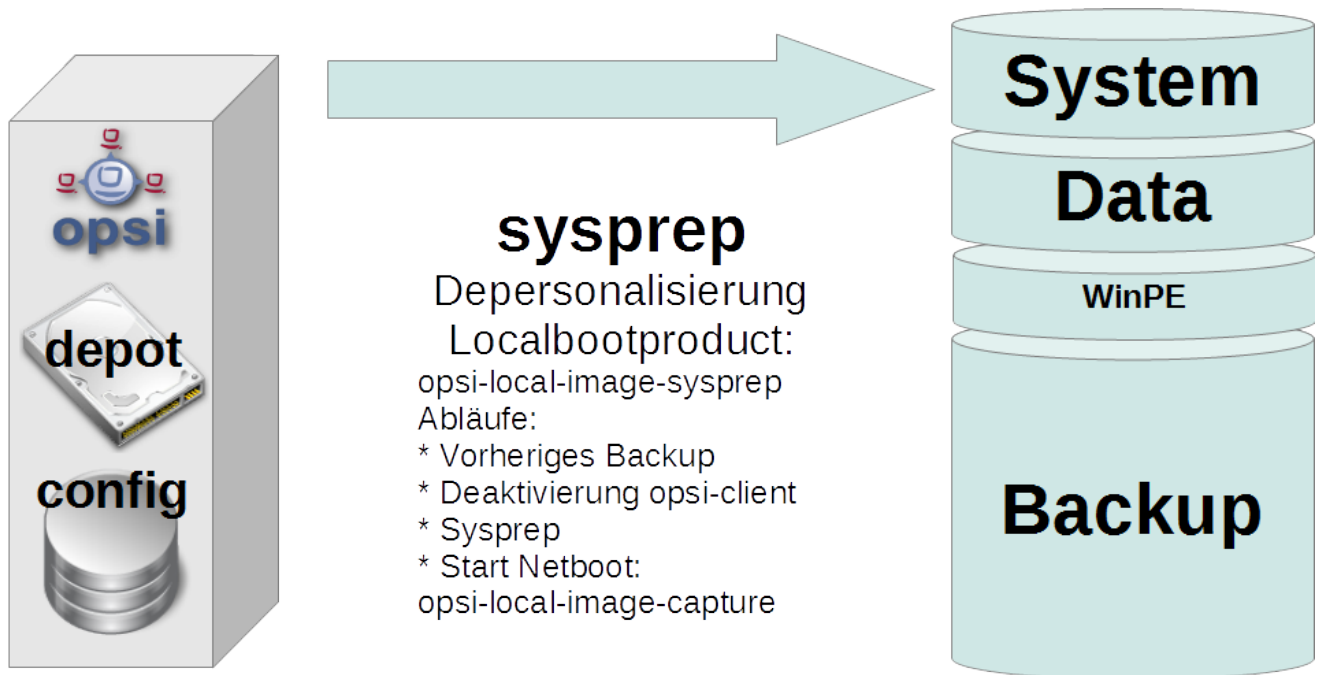 opsi
depot
config
sysprep
Depersonalisierung
Localbootproduct:
opsi-local-image-sysprep
Abläufe:
* Vorheriges Backup
* Deaktivierung opsi-client
* Sysprep
* Start Netboot:
opsi-local-image-capture
System
Data
WinPE
Backup